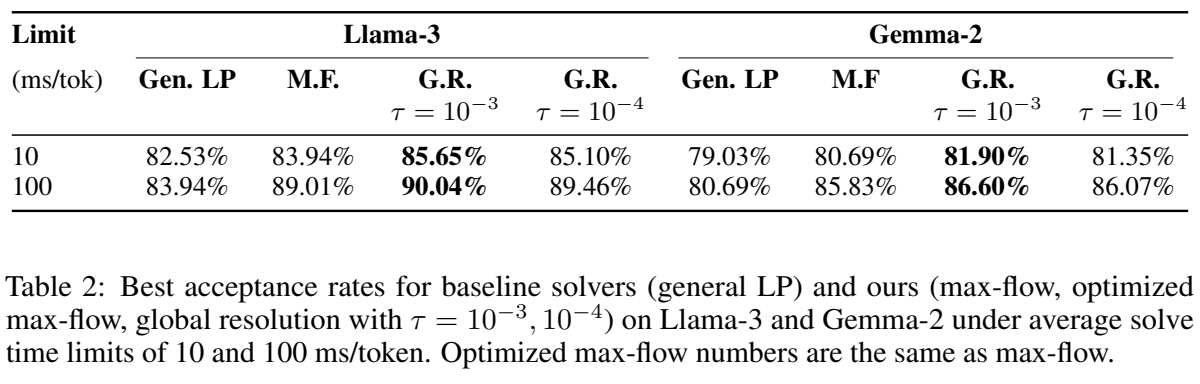 Limit Llama-3 Gemma-2
(ms/tok) Gen. LP M.F. G.R. G.R. Gen. LP M.F G.R. G.R.
τ = 10⁻³ τ = 10⁻⁴ τ = 10⁻³ τ = 10⁻⁴
10 82.53% 83.94% 85.65% 85.10% 79.03% 80.69% 81.90% 81.35%
100 83.94% 89.01% 90.04% 89.46% 80.69% 85.83% 86.60% 86.07%
Table 2: Best acceptance rates for baseline solvers (general LP) and ours (max-flow, optimized
max-flow, global resolution with τ = 10⁻³, 10⁻⁴) on Llama-3 and Gemma-2 under average solve
time limits of 10 and 100 ms/token. Optimized max-flow numbers are the same as max-flow.